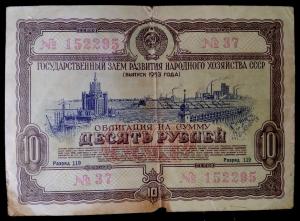 № 152295 № 37
ГОСУДАРСТВЕННЫЙ ЗАЕМ РАЗВИТИЯ НАРОДНОГО ХОЗЯЙСТВА СССР
(ВЫПУСК 1953 ГОДА)
ОБЛИГАЦИЯ НА СУММУ
10 ДЕСЯТЬ РУБЛЕЙ 10
Разряд 119 Разряд 119
№ 37 № 152295
10